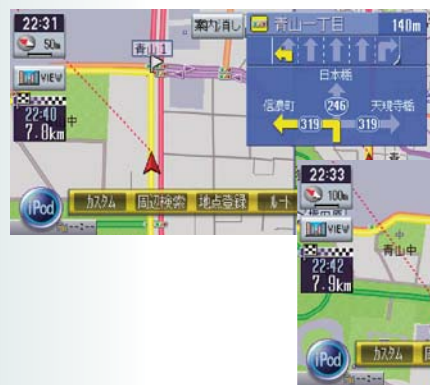 22:31
案内消し
青山一丁目
140m
50m
青山1
VIEW
日本橋
信濃町
246
天現寺橋
319
319
22:40
7.8km
中
iPod
カスタム
周辺検索
地点登録
ルート
--:--
22:33
100m
VIEW
青山中
22:42
7.9km
iPod
カスタム
--:--